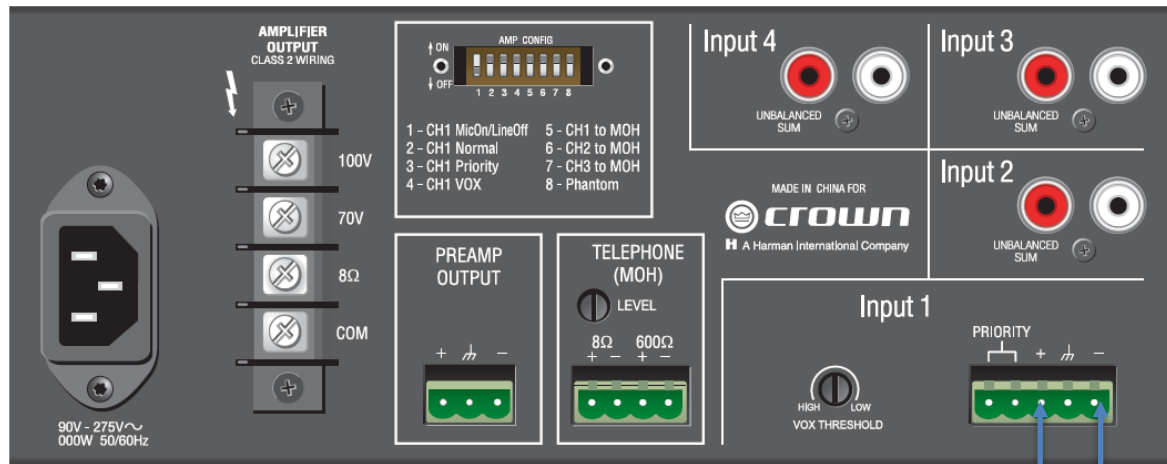 AMPLIFIER
OUTPUT
CLASS 2 WIRING
100V
70V
8Ω
COM
90V - 275V~
000W 50/60Hz
AMP CONFIG
ON
OFF
1 2 3 4 5 6 7 8
1 - CH1 MicOn/LineOff
2 - CH1 Normal
3 - CH1 Priority
4 - CH1 VOX
5 - CH1 to MOH
6 - CH2 to MOH
7 - CH3 to MOH
8 - Phantom
PREAMP
OUTPUT
+ -
TELEPHONE
(MOH)
LEVEL
8Ω 600Ω
+ - + -
Input 4
UNBALANCED
SUM
Input 3
UNBALANCED
SUM
MADE IN CHINA FOR
crown
H A Harman International Company
Input 2
UNBALANCED
SUM
Input 1
PRIORITY
+ -
HIGH LOW
VOX THRESHOLD